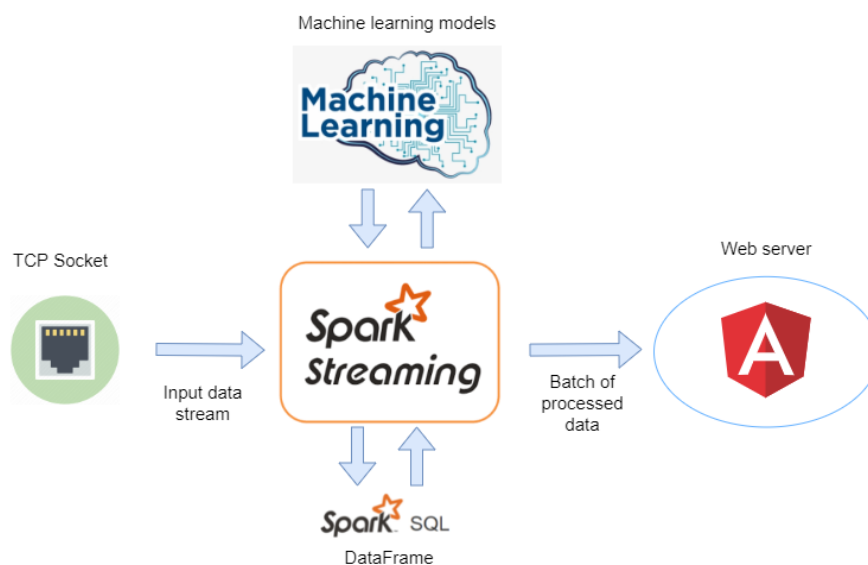 Machine learning models
Machine
Learning
TCP Socket
Web server
Spark
Streaming
A
Input data
stream
Batch of
processed
data
Spark SQL
DataFrame